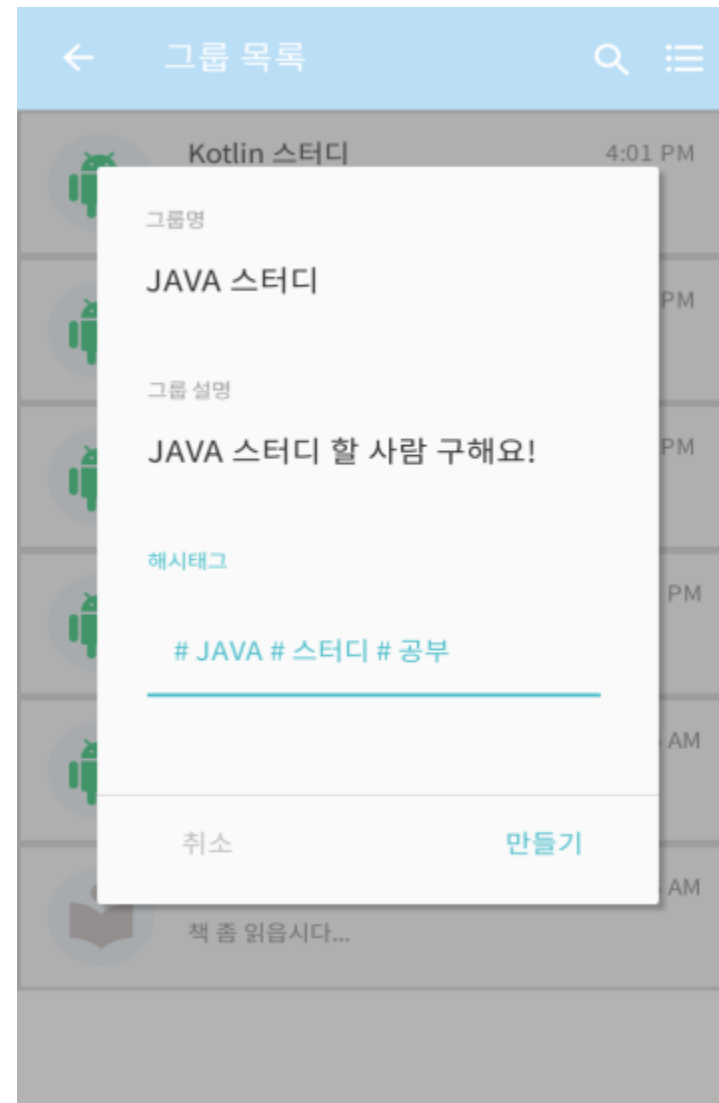 그룹 목록
Kotlin 스터디 4:01 PM
그룹명
JAVA 스터디
PM
그룹 설명
JAVA 스터디 할 사람 구해요!
PM
해시태그
PM
# JAVA # 스터디 # 공부
AM
취소 만들기
AM
책 좀 읽읍시다...